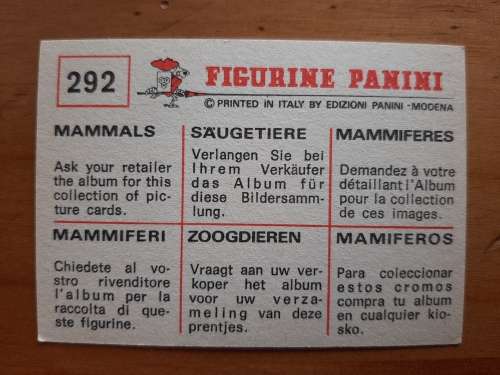 292
FIGURINE PANINI
© PRINTED IN ITALY BY EDIZIONI PANINI - MODENA
MAMMALS
Ask your retailer
the album for this
collection of pic-
ture cards.
SÄUGETIERE
Verlangen Sie bei
Ihrem Verkäufer
das Album für
diese Bildersamm-
lung.
MAMMIFERES
Demandez à votre
détaillant l'Album
pour la collection
de ces images.
MAMMIFERI
Chiedete al vo-
stro rivenditore
l'album per la
raccolta di que-
ste figurine.
ZOOGDIEREN
Vraagt aan uw ver-
koper het album
voor uw verza-
meling van deze
prentjes.
MAMIFEROS
Para coleccionar
estos cromos
compra tu album
en cualquier kio-
sko.